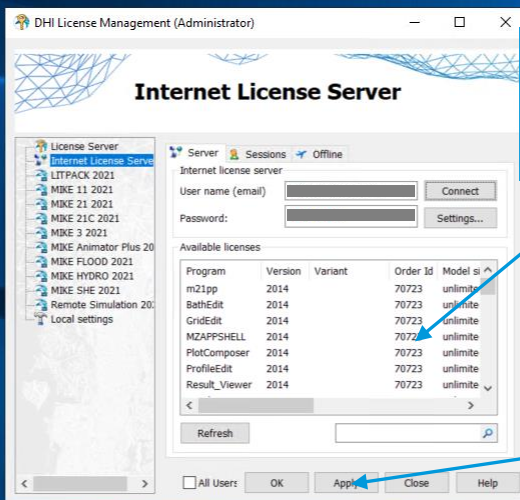 DHI License Management (Administrator)
Internet License Server
License Server
Internet License Serve
LITPACK 2021
MIKE 11 2021
MIKE 21 2021
MIKE 21C 2021
MIKE 3 2021
MIKE Animator Plus 20
MIKE FLOOD 2021
MIKE HYDRO 2021
MIKE SHE 2021
Remote Simulation 20
Local settings
Server Sessions Offline
Internet license server
User name (email) Connect
Password: Settings...
Available licenses
Program Version Variant Order Id Model si
m21pp 2014 70723 unlimite
BathEdit 2014 70723 unlimite
GridEdit 2014 70723 unlimite
MZAPPSHELL 2014 70723 unlimite
PlotComposer 2014 70723 unlimite
ProfileEdit 2014 70723 unlimite
Result_Viewer 2014 70723 unlimite
Refresh
All Users OK Apply Close Help